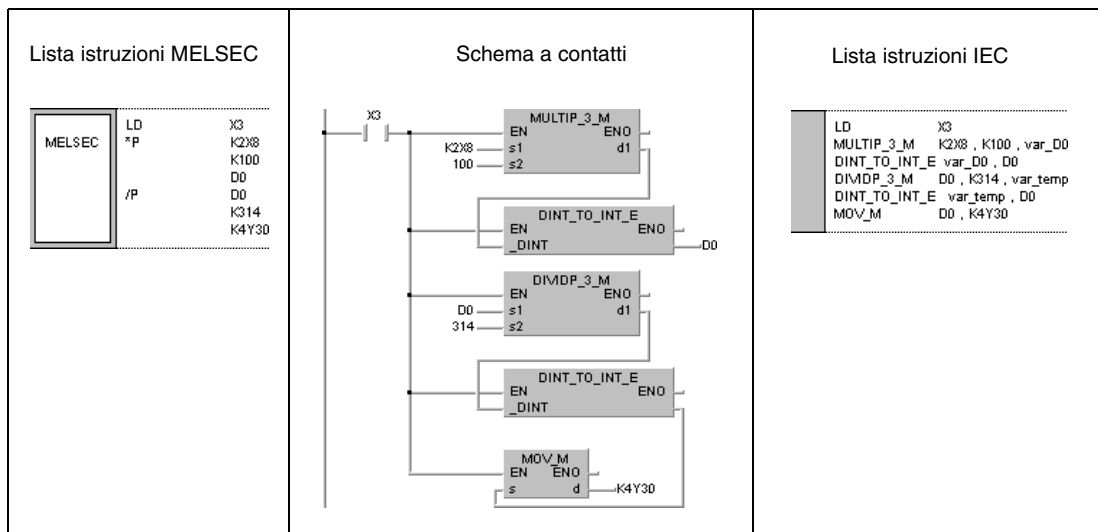 Lista istruzioni MELSEC
MELSEC
LD X3
*P K2X8
K100
D0
/P D0
K314
K4Y30
Schema a contatti
X3
MULTIP_3_M
EN ENO
K2X8 s1 d1
100 s2
DINT_TO_INT_E
EN ENO
_DINT D0
DIVIDP_3_M
EN ENO
D0 s1 d1
314 s2
DINT_TO_INT_E
EN ENO
_DINT
MOV_M
EN ENO
s d K4Y30
Lista istruzioni IEC
LD X3
MULTIP_3_M K2X8 , K100 , var_D0
DINT_TO_INT_E var_D0 , D0
DIVIDP_3_M D0 , K314 , var_temp
DINT_TO_INT_E var_temp , D0
MOV_M D0 , K4Y30